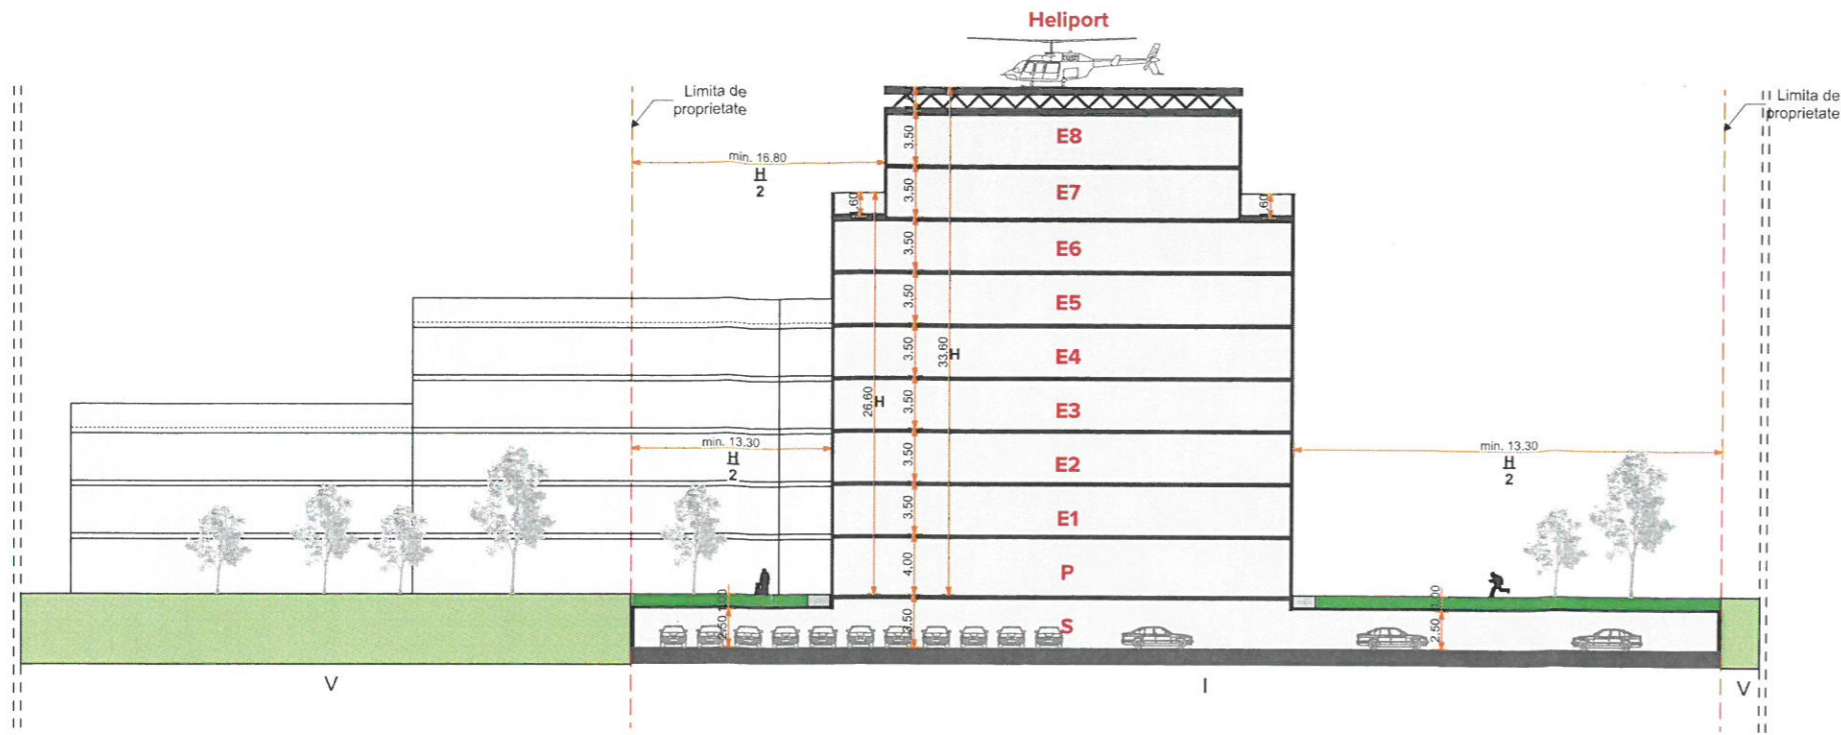 Heliport
Limita de
proprietate
Limita de
proprietate
E8
3.50
min. 16.80
H
2
E7
3.50
1.60
1.60
E6
3.50
E5
3.50
E4
3.50
33.60
H
E3
3.50
26.60
H
min. 13.30
H
2
E2
3.50
min. 13.30
H
2
E1
3.50
P
4.00
S
3.50
2.50
1.00
2.50
1.00
V
I
V